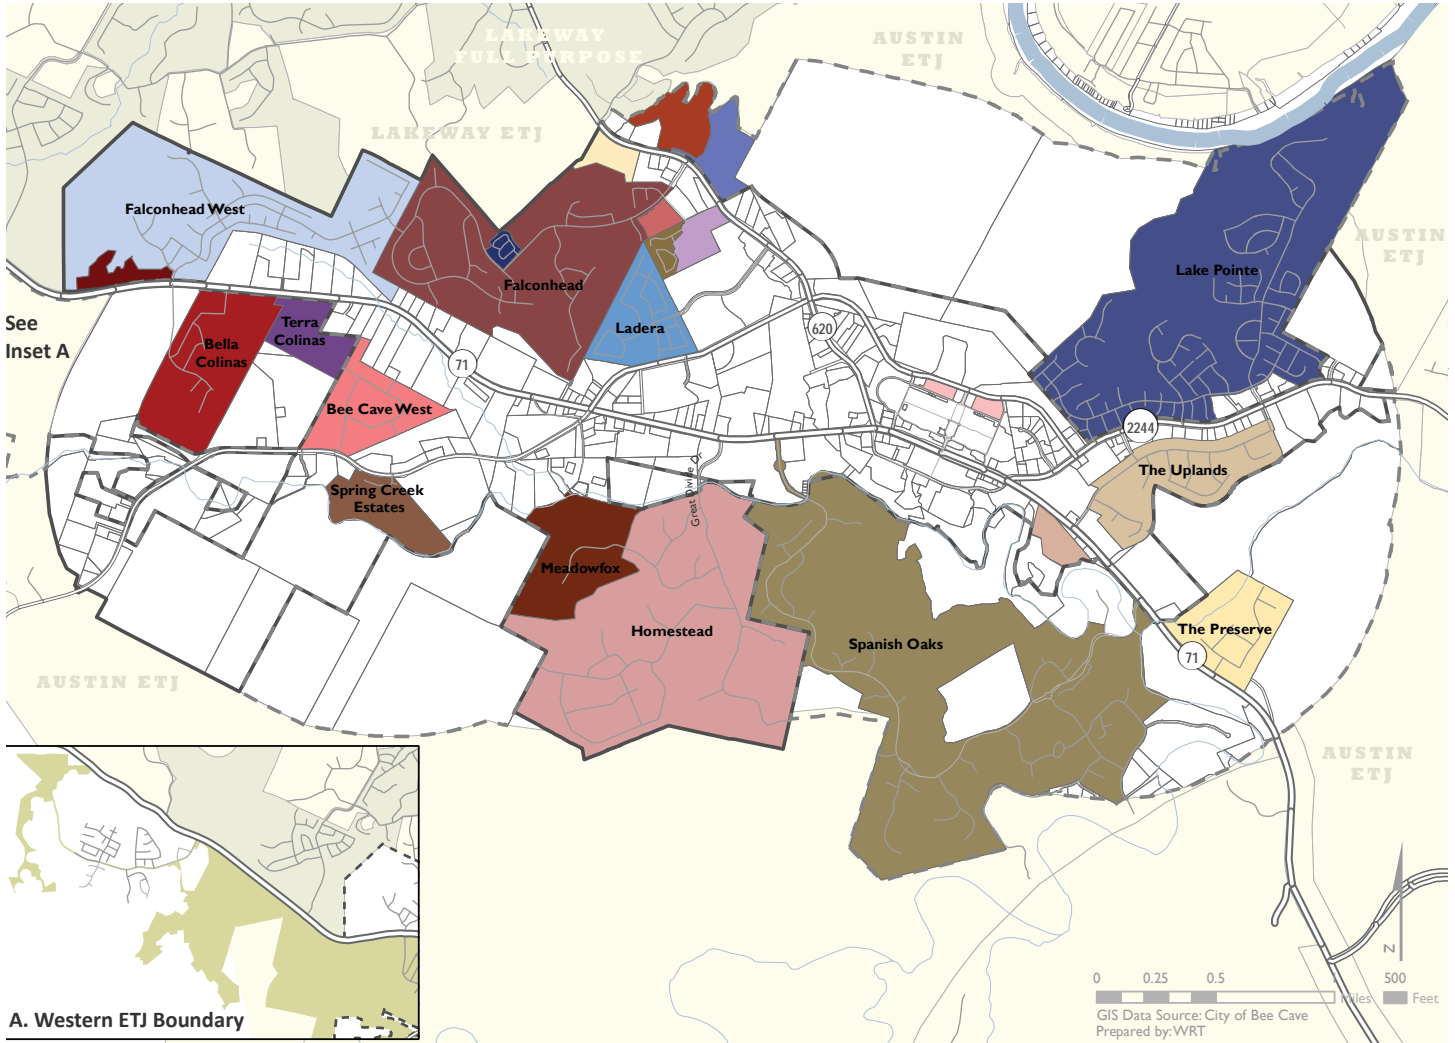 LAKEWAY
FULL PURPOSE
AUSTIN
ETJ
LAKEWAY ETJ
Falconhead West
AUSTIN
ETJ
Lake Pointe
Falconhead
See
Inset A
Terra
Colinas
Ladera
620
Bella
Colinas
71
Bee Cave West
2244
The Uplands
Great Divide Dr
Spring Creek
Estates
Meadowfox
Homestead
The Preserve
Spanish Oaks
71
AUSTIN ETJ
AUSTIN
ETJ
A. Western ETJ Boundary
N
0 0.25 0.5 1 500
Miles Feet
GIS Data Source: City of Bee Cave
Prepared by: WRT